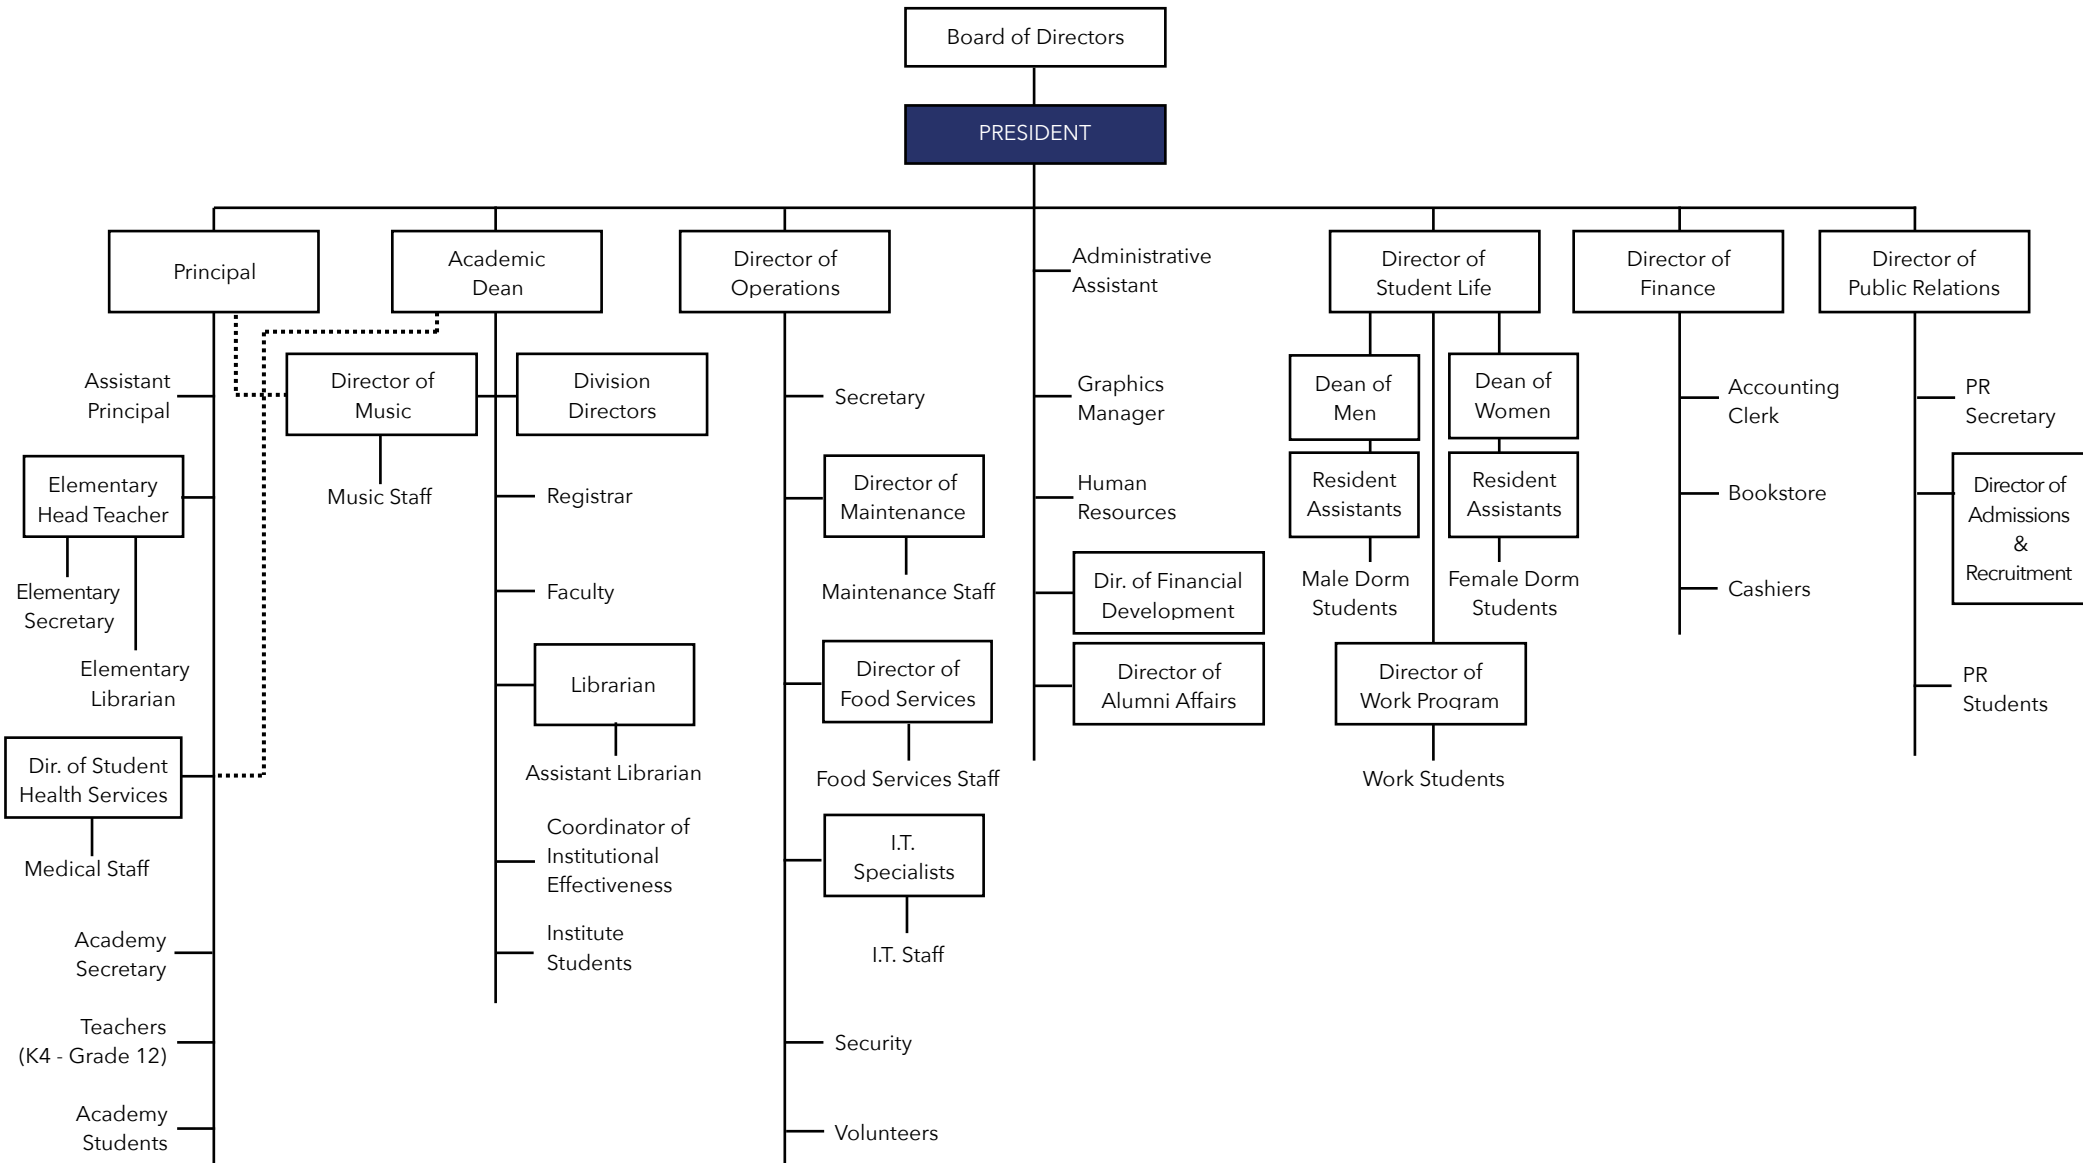 Board of Directors
PRESIDENT
Principal
Academic
Dean
Director of
Operations
Administrative
Assistant
Director of
Student Life
Director of
Finance
Director of
Public Relations
Assistant
Principal
Elementary
Head Teacher
Elementary
Secretary
Elementary
Librarian
Dir. of Student
Health Services
Medical Staff
Academy
Secretary
Teachers
(K4 - Grade 12)
Academy
Students
Director of
Music
Music Staff
Division
Directors
Registrar
Faculty
Librarian
Assistant Librarian
Coordinator of
Institutional
Effectiveness
Institute
Students
Secretary
Director of
Maintenance
Maintenance Staff
Director of
Food Services
Food Services Staff
I.T.
Specialists
I.T. Staff
Security
Volunteers
Graphics
Manager
Human
Resources
Dir. of Financial
Development
Director of
Alumni Affairs
Dean of
Men
Resident
Assistants
Male Dorm
Students
Dean of
Women
Resident
Assistants
Female Dorm
Students
Director of
Work Program
Work Students
Accounting
Clerk
Bookstore
Cashiers
PR
Secretary
Director of
Admissions
&
Recruitment
PR
Students